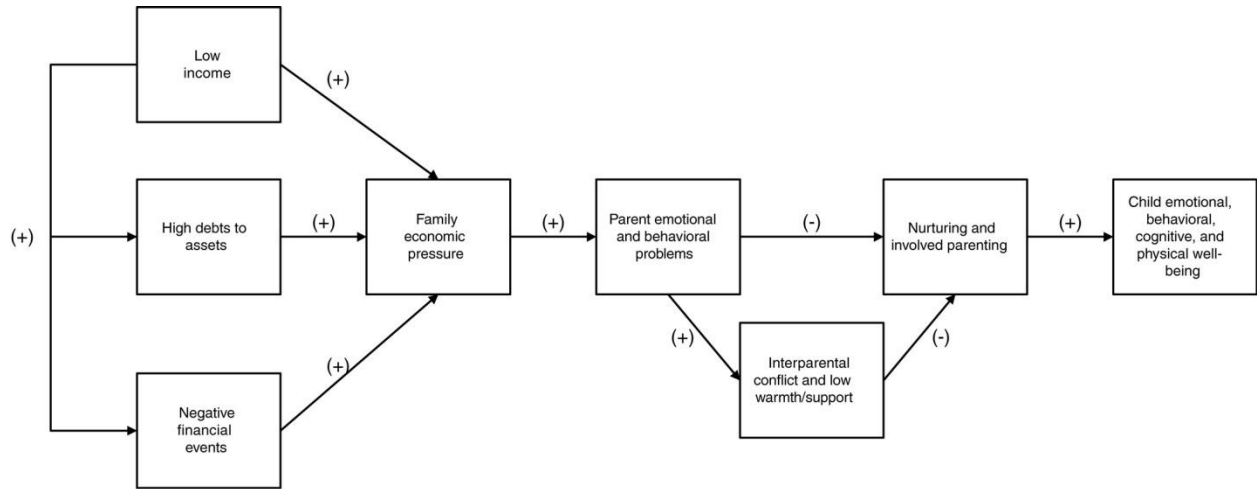 Low
income
(+)
(+)
High debts to
assets
(+)
Family
economic
pressure
(+)
Parent emotional
and behavioral
problems
(-)
Nurturing and
involved parenting
(+)
Child emotional,
behavioral,
cognitive, and
physical well-
being
(+)
Interparental
conflict and low
warmth/support
(-)
(+)
Negative
financial
events